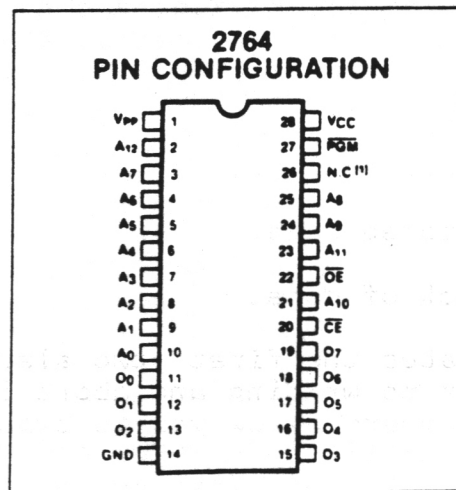 2764
PIN CONFIGURATION
VPP 1 28 VCC
A12 2 27 PGM
A7 3 26 N.C [1]
A6 4 25 A8
A5 5 24 A9
A4 6 23 A11
A3 7 22 OE
A2 8 21 A10
A1 9 20 CE
A0 10 19 O7
O0 11 18 O6
O1 12 17 O5
O2 13 16 O4
GND 14 15 O3